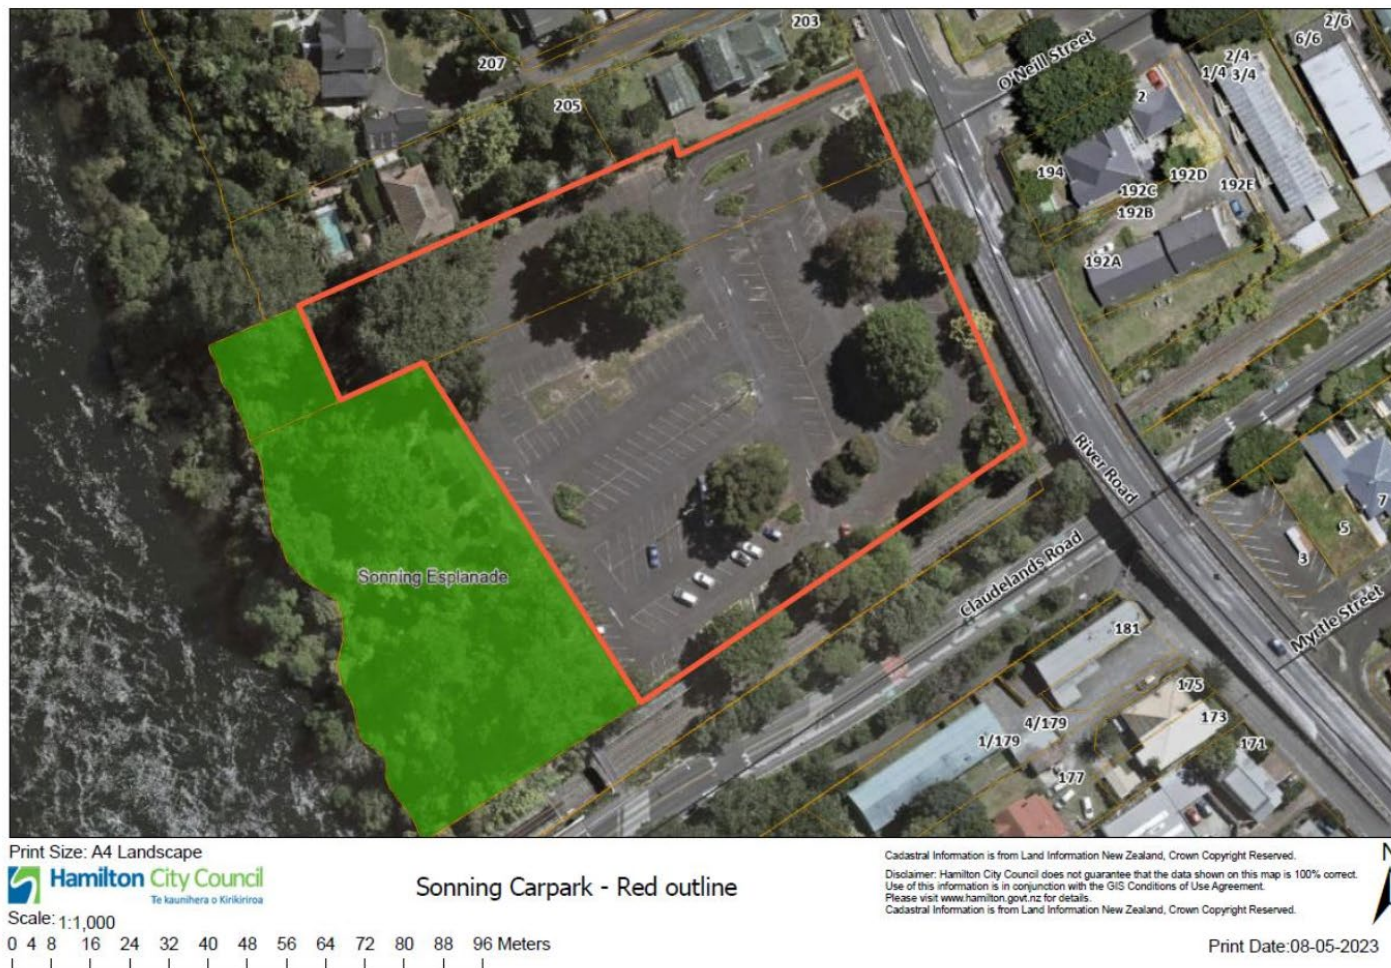 203
2/6
6/6
O'Neill Street
2/4
1/4
3/4
207
2
205
194
192D
192C
192E
192B
192A
River Road
7
5
3
Sonning Esplanade
Claudelands Road
Myrtle Street
181
175
4/179
173
1/179
171
177
Print Size: A4 Landscape
Hamilton City Council
Te kaunihera o Kirikiriroa
Scale: 1:1,000
0 4 8 16 24 32 40 48 56 64 72 80 88 96 Meters
Sonning Carpark - Red outline
Cadastral Information is from Land Information New Zealand, Crown Copyright Reserved.
Disclaimer: Hamilton City Council does not guarantee that the data shown on this map is 100% correct.
Use of this information is in conjunction with the GIS Conditions of Use Agreement.
Please visit www.hamilton.govt.nz for details.
Cadastral Information is from Land Information New Zealand, Crown Copyright Reserved.
N
Print Date:08-05-2023